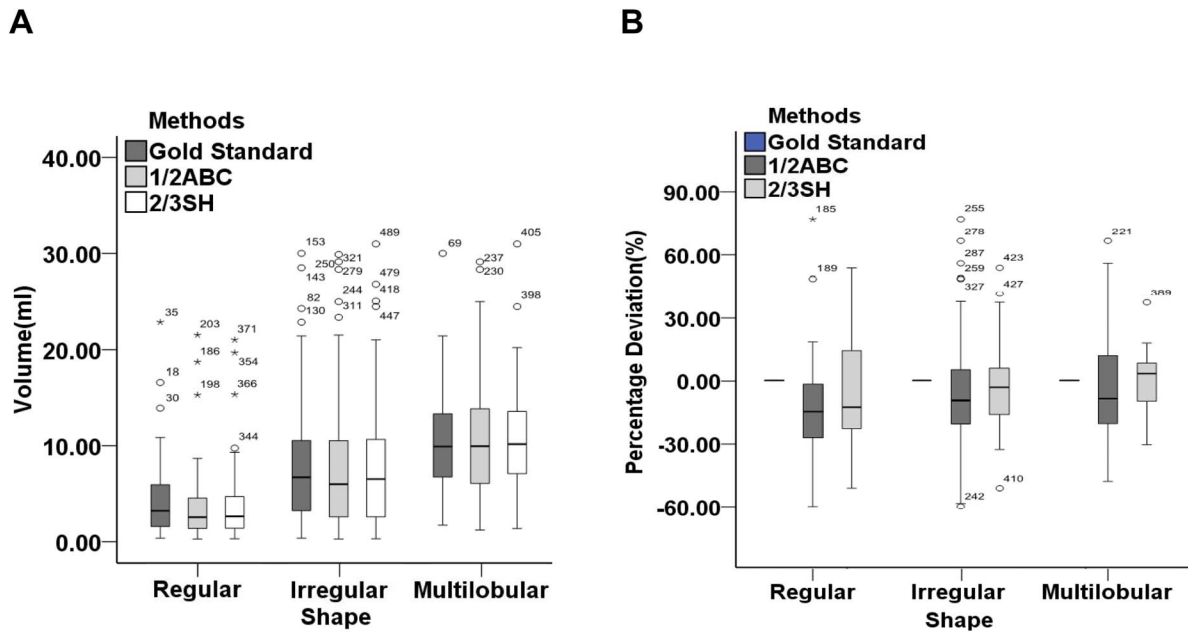 A
Methods
Gold Standard
1/2ABC
2/3SH
40.00
30.00
20.00
10.00
0.00
Volume(ml)
35
18
30
203
186
198
371
354
366
344
153
250
143
82
130
321
279
244
311
489
479
418
447
69
237
230
405
398
Regular
Irregular
Multilobular
Shape
B
Methods
Gold Standard
1/2ABC
2/3SH
90.00
60.00
30.00
0.00
-30.00
-60.00
Percentage Deviation(%)
185
189
255
278
287
259
327
242
423
427
410
221
389
Regular
Irregular
Multilobular
Shape